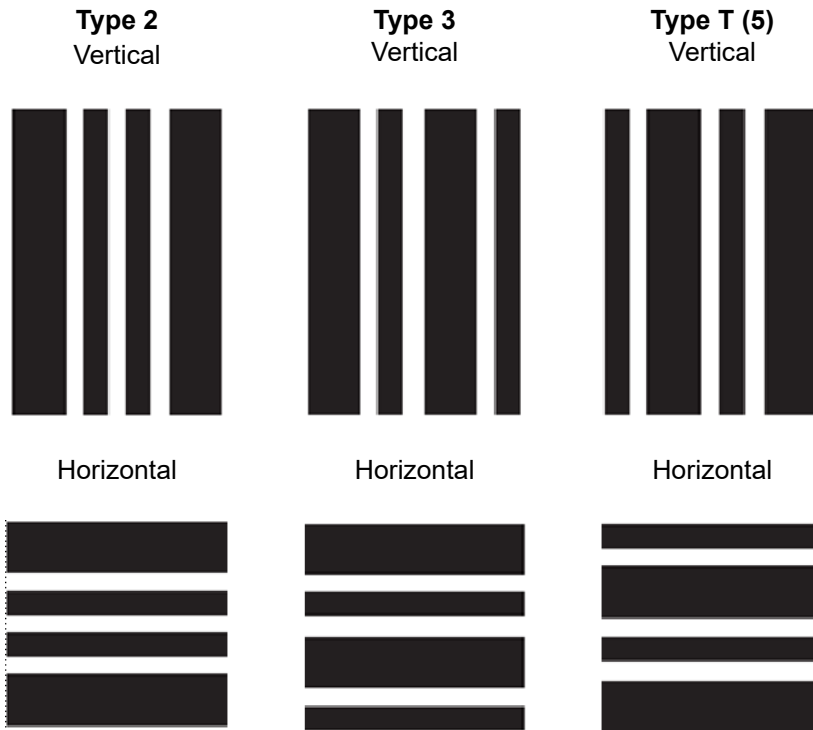 Type 2
Vertical
Type 3
Vertical
Type T (5)
Vertical
Horizontal
Horizontal
Horizontal